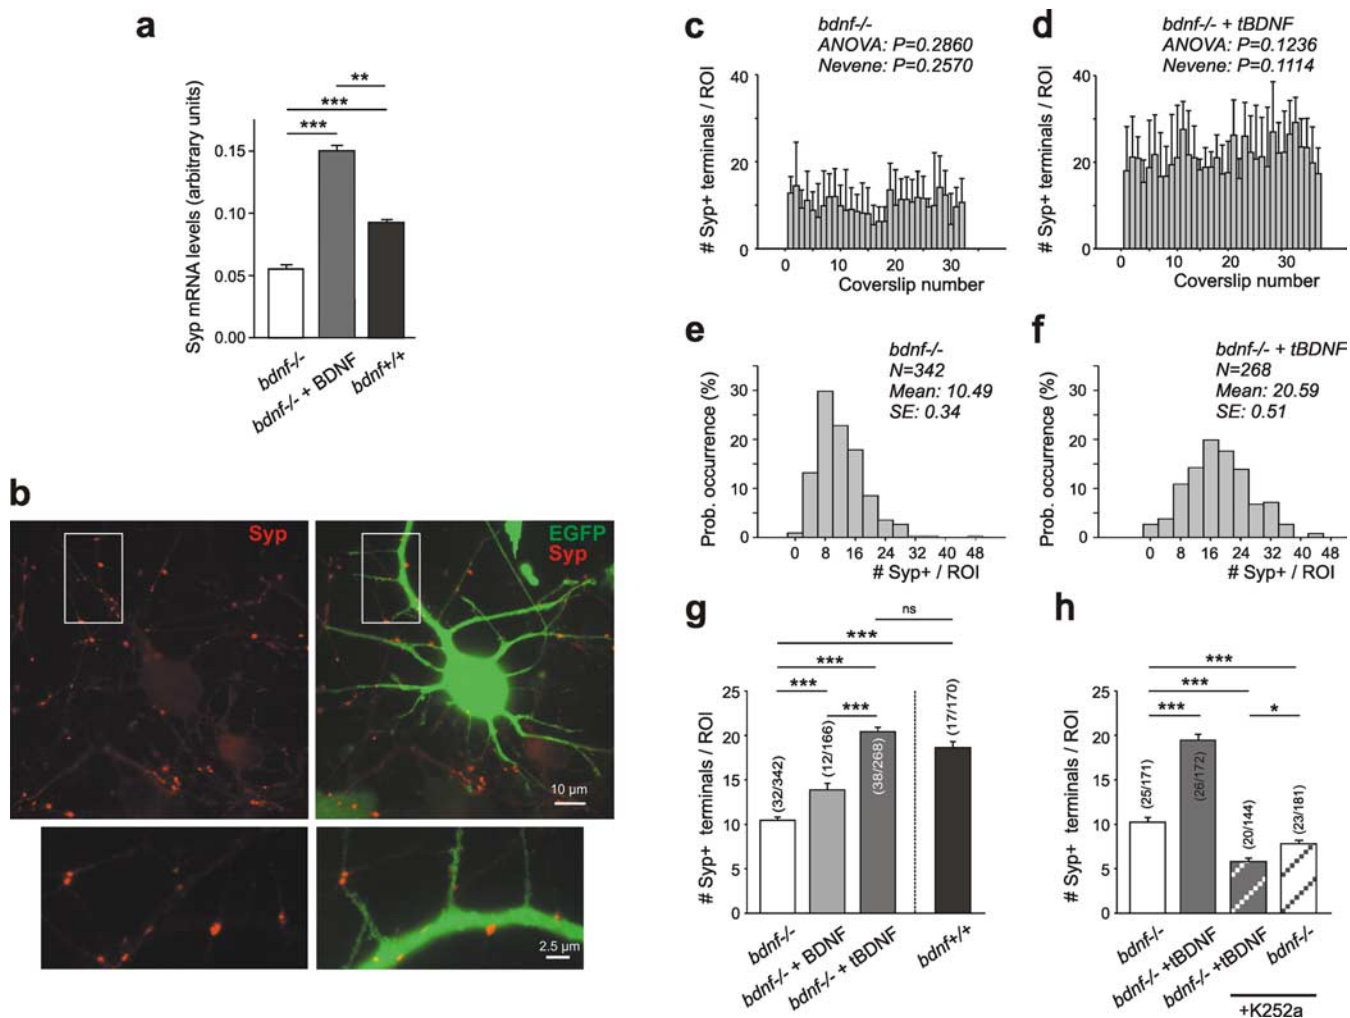 a
Syp mRNA levels (arbitrary units)
**
***
***
0.15
0.10
0.05
0.00
bdnf-/-
bdnf-/- + BDNF
bdnf+/+
b
Syp
EGFP
Syp
10 µm
2.5 µm
c
bdnf-/-
ANOVA: P=0.2860
Nevene: P=0.2570
# Syp+ terminals / ROI
40
20
0
0 10 20 30
Coverslip number
d
bdnf-/- + tBDNF
ANOVA: P=0.1236
Nevene: P=0.1114
# Syp+ terminals / ROI
40
20
0
0 10 20 30
Coverslip number
e
bdnf-/-
N=342
Mean: 10.49
SE: 0.34
Prob. occurrence (%)
30
20
10
0
0 8 16 24 32 40 48
# Syp+ / ROI
f
bdnf-/- + tBDNF
N=268
Mean: 20.59
SE: 0.51
Prob. occurrence (%)
30
20
10
0
0 8 16 24 32 40 48
# Syp+ / ROI
g
ns
***
***
***
***
# Syp+ terminals / ROI
25
20
15
10
5
0
(32/342)
(12/166)
(38/268)
(17/170)
bdnf-/-
bdnf-/- + BDNF
bdnf-/- + tBDNF
bdnf+/+
h
***
***
***
*
# Syp+ terminals / ROI
25
20
15
10
5
0
(25/171)
(26/172)
(20/144)
(23/181)
bdnf-/-
bdnf-/- +tBDNF
bdnf-/- +tBDNF
bdnf-/-
+K252a